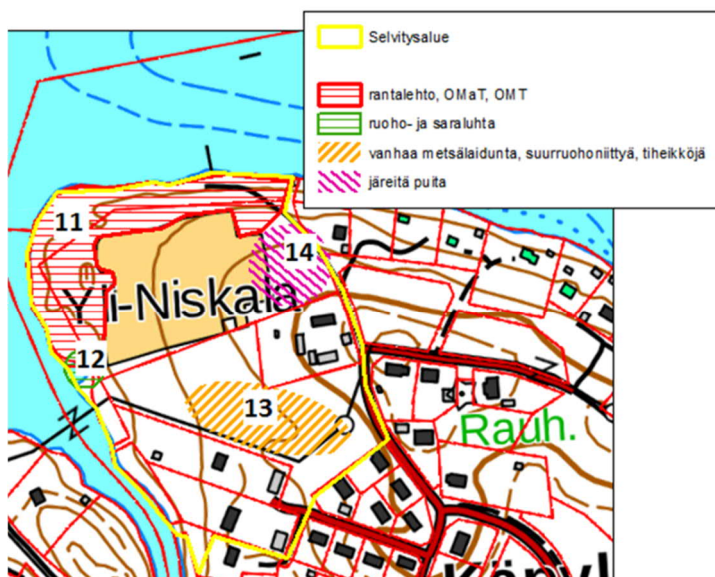 Selvitysalue
rantalehto, OMaT, OMT
ruoho- ja saraluhta
vanhaa metsälaidunta, suurruohoniittyä, tiheikköjä
järeitä puita
11
14
Yli-Niskala
12
13
Rauh.